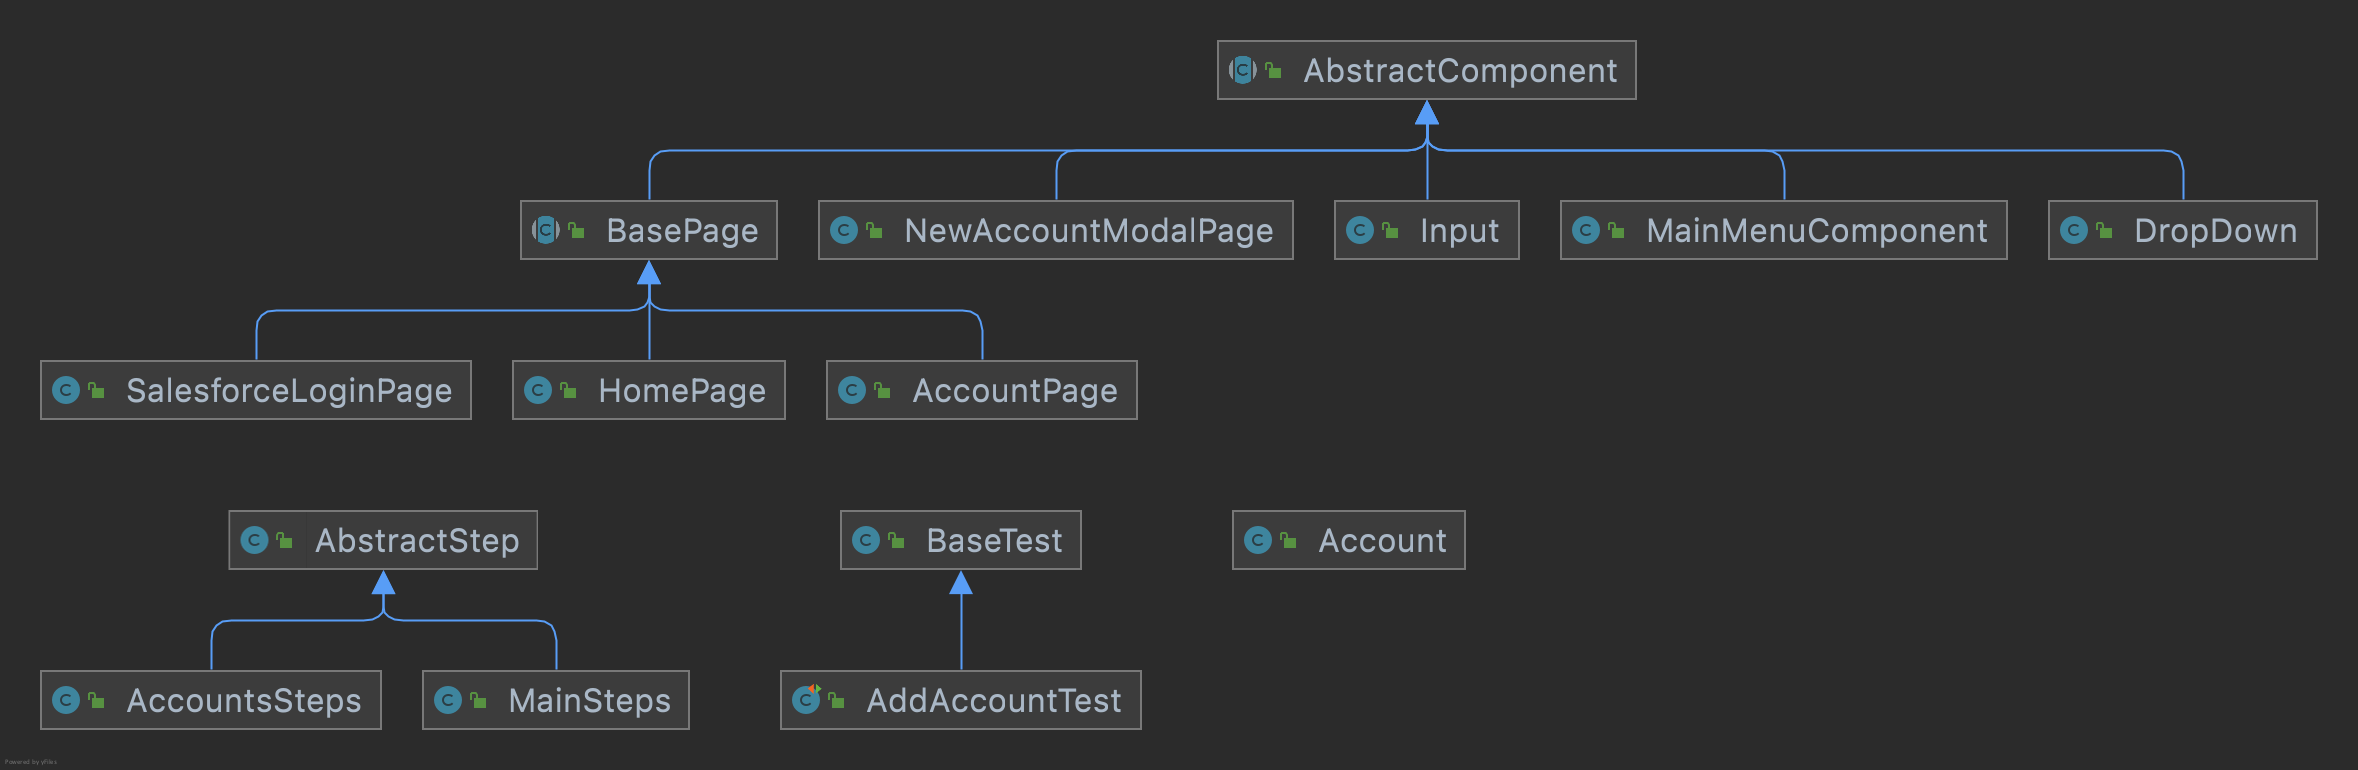 AbstractComponent
BasePage
NewAccountModalPage
Input
MainMenuComponent
DropDown
SalesforceLoginPage
HomePage
AccountPage
AbstractStep
BaseTest
Account
AccountsSteps
MainSteps
AddAccountTest
Powered by yFiles